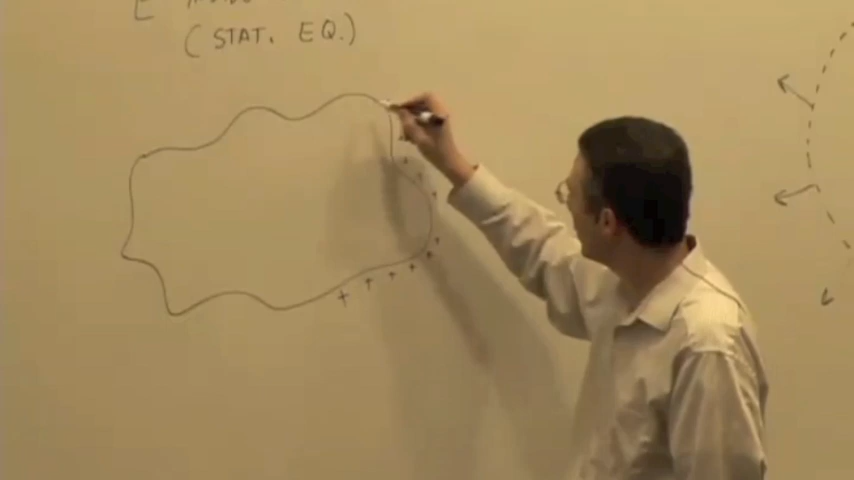 E
(STAT. EQ.)
+ + + + + +